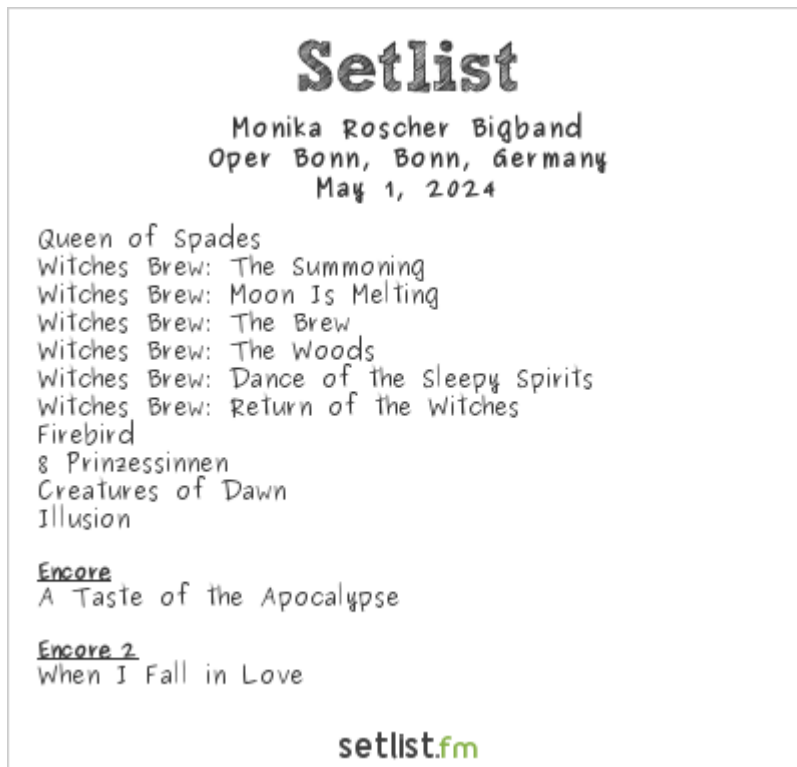 Setlist
Monika Roscher Bigband
Oper Bonn, Bonn, Germany
May 1, 2024
Queen of Spades
Witches Brew: The Summoning
Witches Brew: Moon Is Melting
Witches Brew: The Brew
Witches Brew: The Woods
Witches Brew: Dance of the Sleepy Spirits
Witches Brew: Return of the Witches
Firebird
8 Prinzessinnen
Creatures of Dawn
Illusion
Encore
A Taste of the Apocalypse
Encore 2
When I Fall in Love
setlist.fm